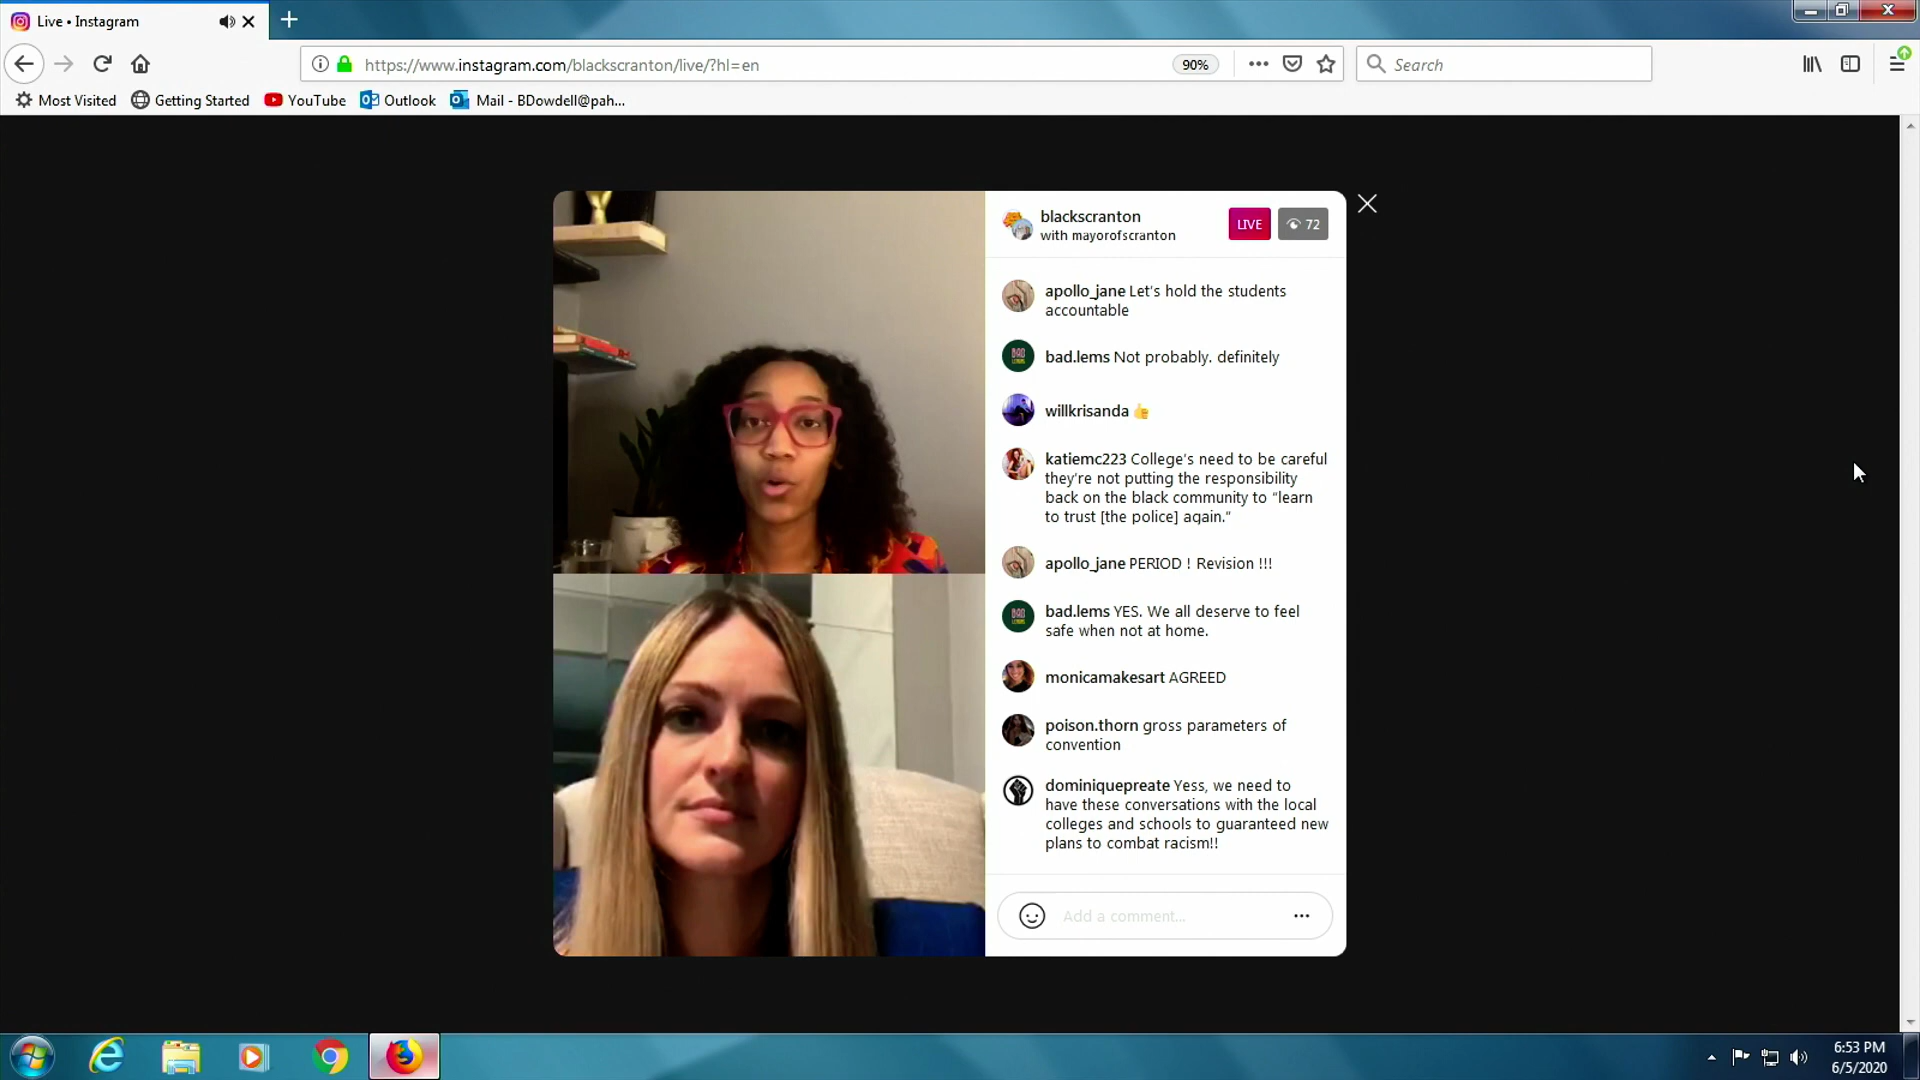 Live • Instagram
https://www.instagram.com/blackscranton/live/?hl=en
90%
Search
Most Visited
Getting Started
YouTube
Outlook
Mail - BDowdell@pah...
blackscranton
with mayorofscranton
LIVE
72
apollo_jane Let's hold the students
accountable
bad.lems Not probably. definitely
willkrisanda 👍
katiemc223 College's need to be careful
they're not putting the responsibility
back on the black community to “learn
to trust [the police] again.”
apollo_jane PERIOD ! Revision !!!
bad.lems YES. We all deserve to feel
safe when not at home.
monicamakesart AGREED
poison.thorn gross parameters of
convention
dominiquepreate Yess, we need to
have these conversations with the local
colleges and schools to guaranteed new
plans to combat racism!!
Add a comment...
6:53 PM
6/5/2020